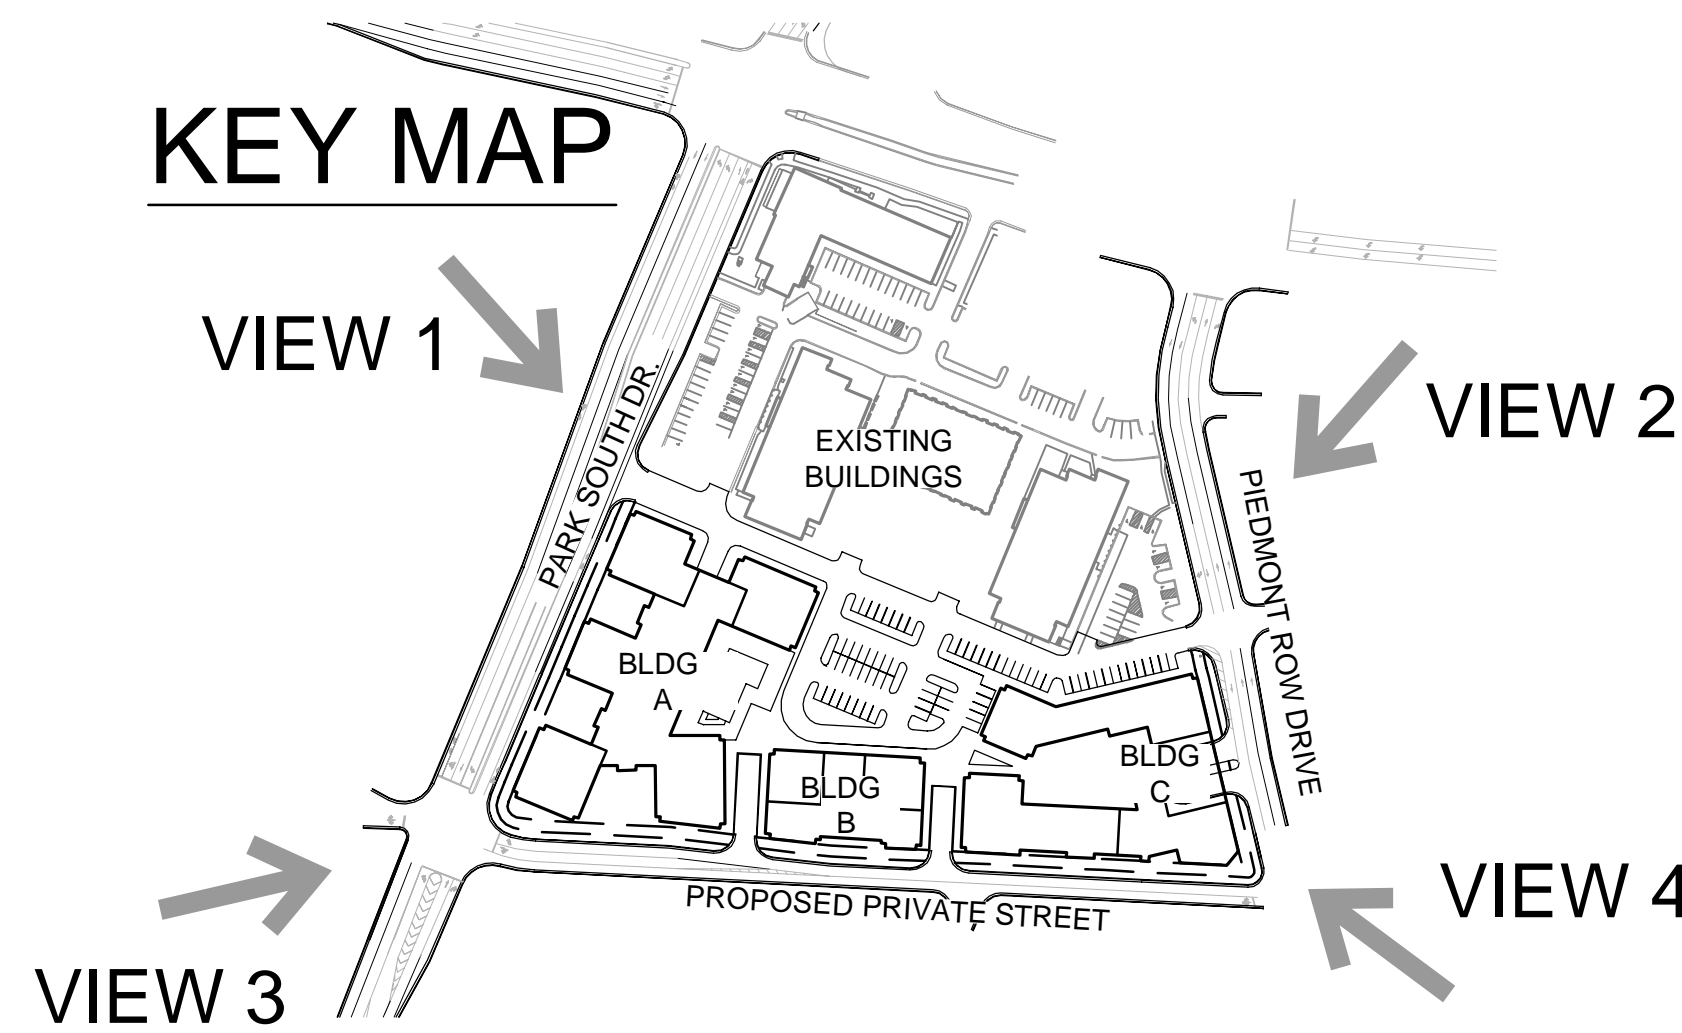 KEY MAP
VIEW 1
VIEW 2
PARK SOUTH DR.
EXISTING
BUILDINGS
PIEDMONT ROW DRIVE
BLDG
A
BLDG
B
BLDG
C
PROPOSED PRIVATE STREET
VIEW 3
VIEW 4